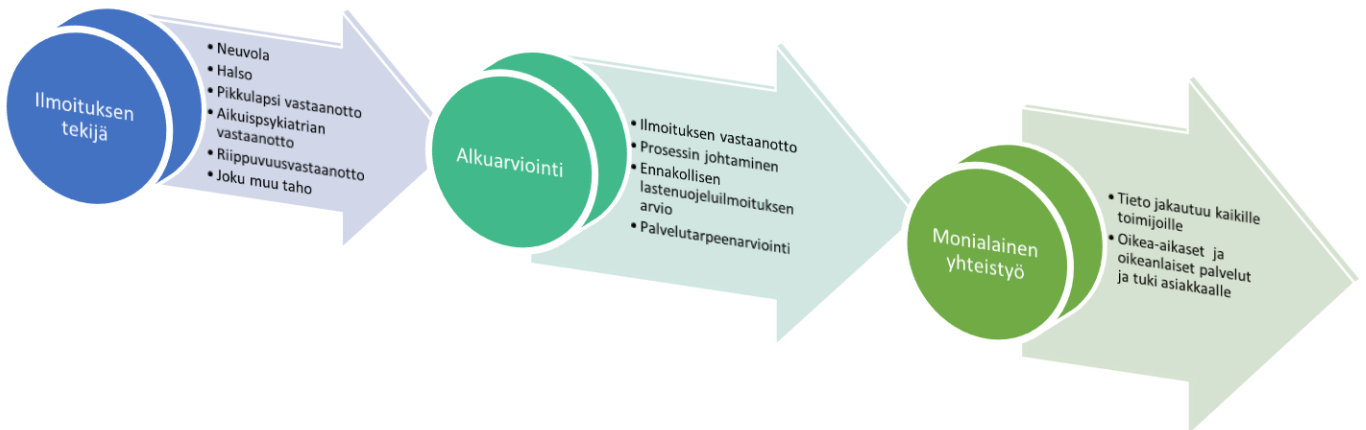 Ilmoituksen
tekijä
• Neuvola
• Halso
• Pikkulapsi vastaanotto
• Aikuispsykiatrian
vastaanotto
• Riippuvuusvastaanotto
• Joku muu taho
Alkuarviointi
• Ilmoituksen vastaanotto
• Prosessin johtaminen
• Ennakollisen
lastenuojeluilmoituksen
arvio
• Palvelutarpeenarviointi
Monialainen
yhteistyö
• Tieto jakautuu kaikille
toimijoille
• Oikea-aikaset ja
oikeanlaiset palvelut
ja tuki asiakkaalle